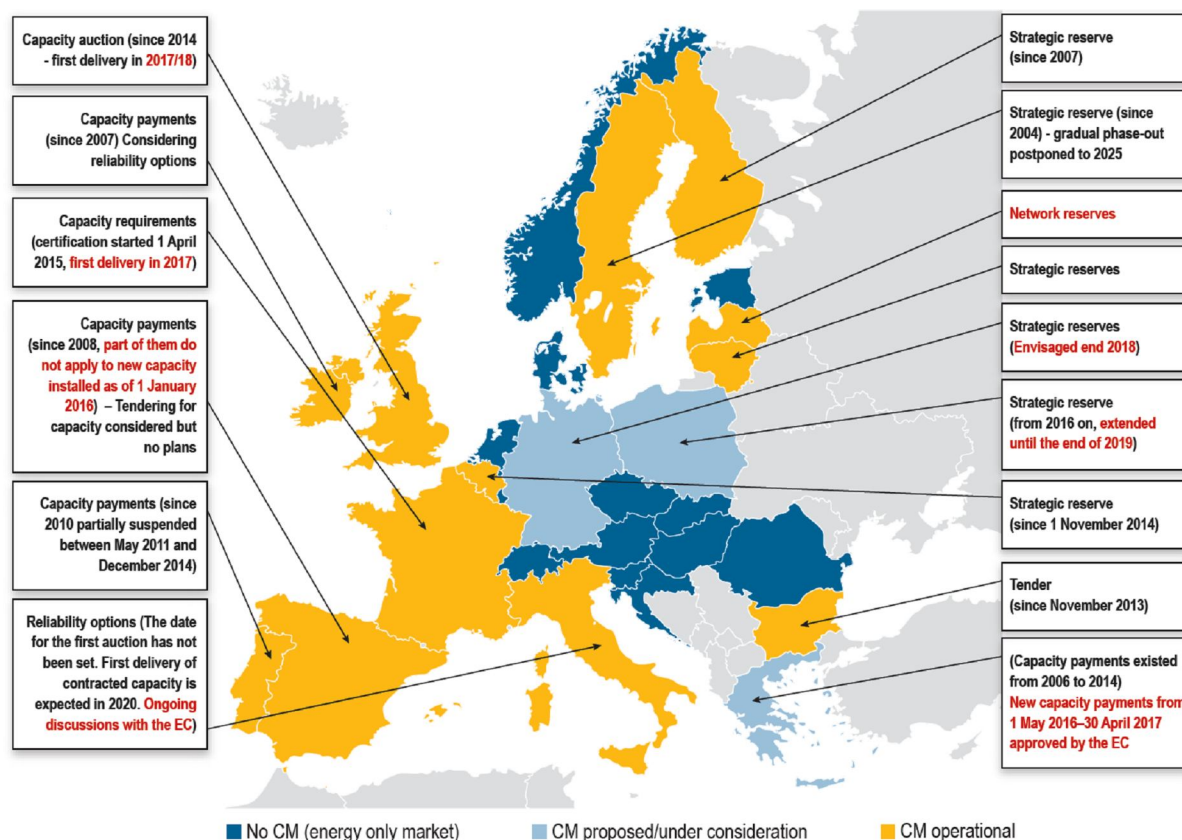 Capacity auction (since 2014
- first delivery in 2017/18)
Capacity payments
(since 2007) Considering
reliability options
Capacity requirements
(certification started 1 April
2015, first delivery in 2017)
Capacity payments
(since 2008, part of them do
not apply to new capacity
installed as of 1 January
2016) – Tendering for
capacity considered but
no plans
Capacity payments (since
2010 partially suspended
between May 2011 and
December 2014)
Reliability options (The date
for the first auction has not
been set. First delivery of
contracted capacity is
expected in 2020. Ongoing
discussions with the EC)
Strategic reserve
(since 2007)
Strategic reserve (since
2004) - gradual phase-out
postponed to 2025
Network reserves
Strategic reserves
Strategic reserves
(Envisaged end 2018)
Strategic reserve
(from 2016 on, extended
until the end of 2019)
Strategic reserve
(since 1 November 2014)
Tender
(since November 2013)
(Capacity payments existed
from 2006 to 2014)
New capacity payments from
1 May 2016–30 April 2017
approved by the EC
No CM (energy only market)
CM proposed/under consideration
CM operational